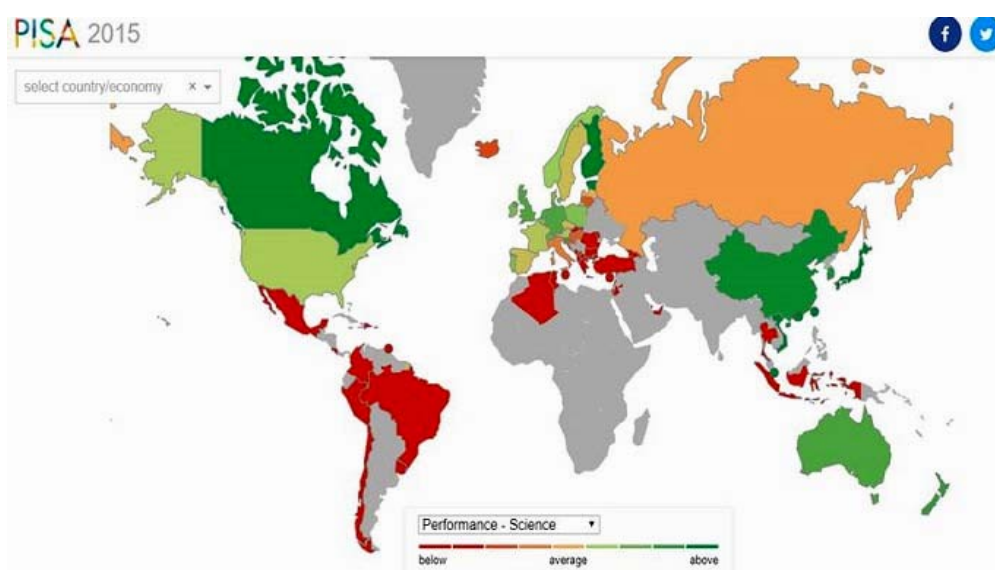 PISA 2015
select country/economy × 
Performance - Science
below average above